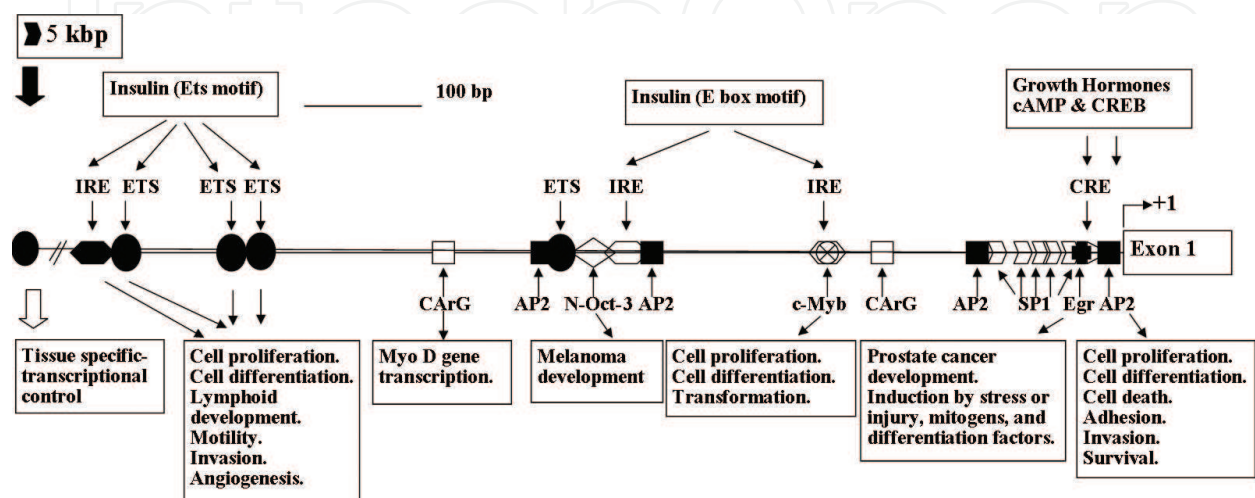 5 kbp
Insulin (Ets motif)
100 bp
Insulin (E box motif)
Growth Hormones
cAMP & CREB
IRE ETS ETS ETS ETS IRE IRE CRE
+1
Exon 1
CArG AP2 N-Oct-3 AP2 c-Myb CArG AP2 SP1 Egr AP2
Tissue specific-
transcriptional
control
Cell proliferation.
Cell differentiation.
Lymphoid
development.
Motility.
Invasion.
Angiogenesis.
Myo D gene
transcription.
Melanoma
development
Cell proliferation.
Cell differentiation.
Transformation.
Prostate cancer
development.
Induction by stress or
injury, mitogens, and
differentiation factors.
Cell proliferation.
Cell differentiation.
Cell death.
Adhesion.
Invasion.
Survival.